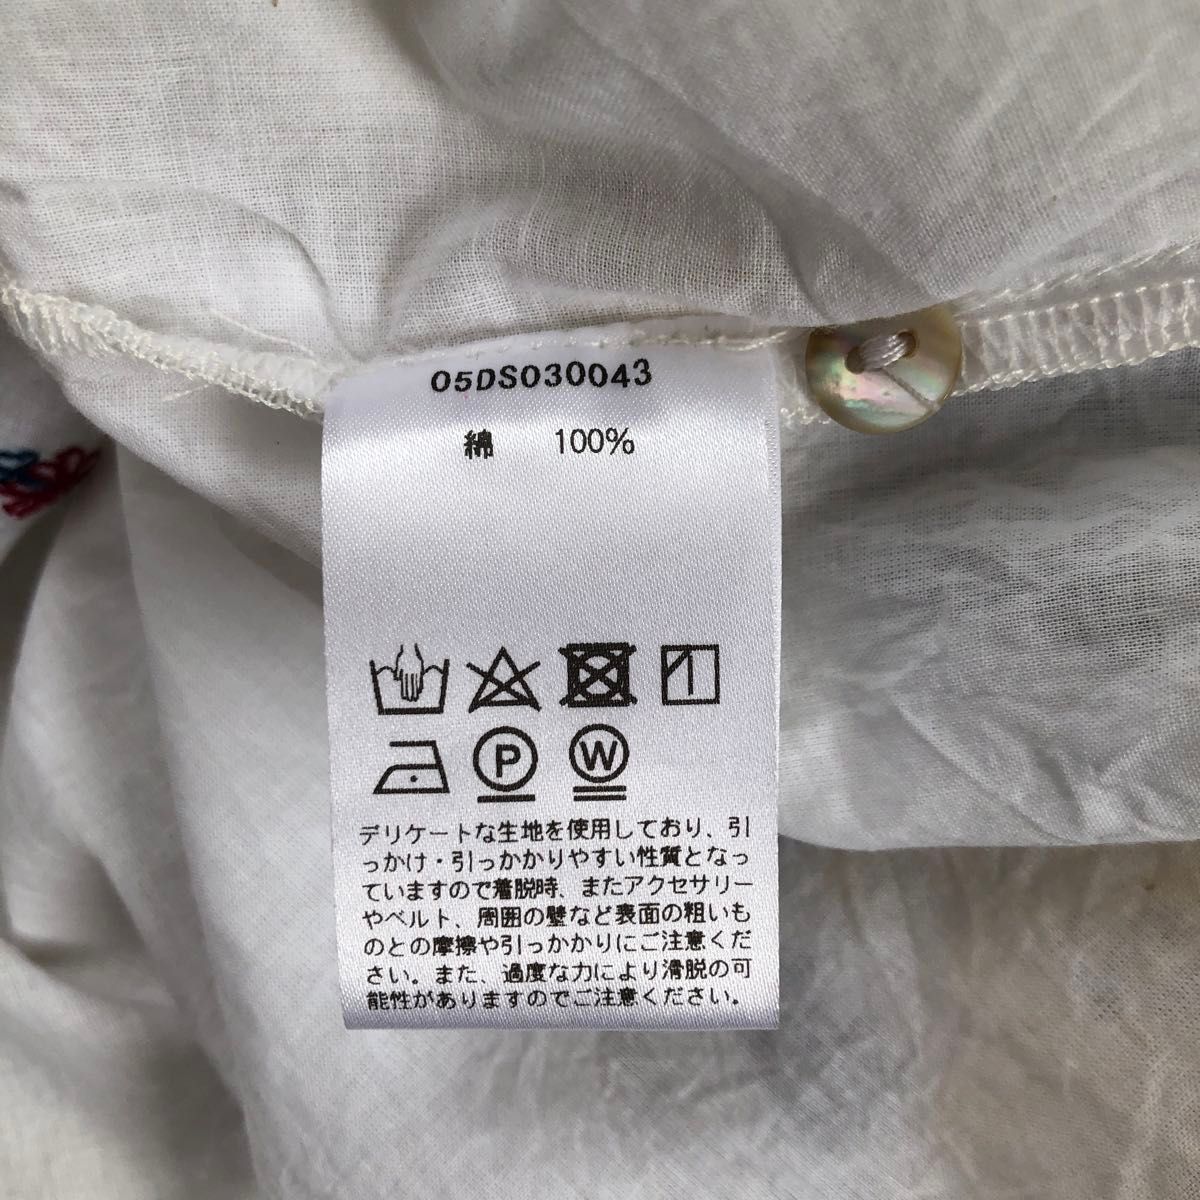 05DS030043
綿 100%
P W
デリケートな生地を使用しており、引
っかけ・引っかかりやすい性質となっ
ていますので着脱時、またアクセサリー
やベルト、周囲の壁など表面の粗いも
のとの摩擦や引っかかりにご注意くだ
さい。また、過度な力により滑脱の可
能性がありますのでご注意ください。